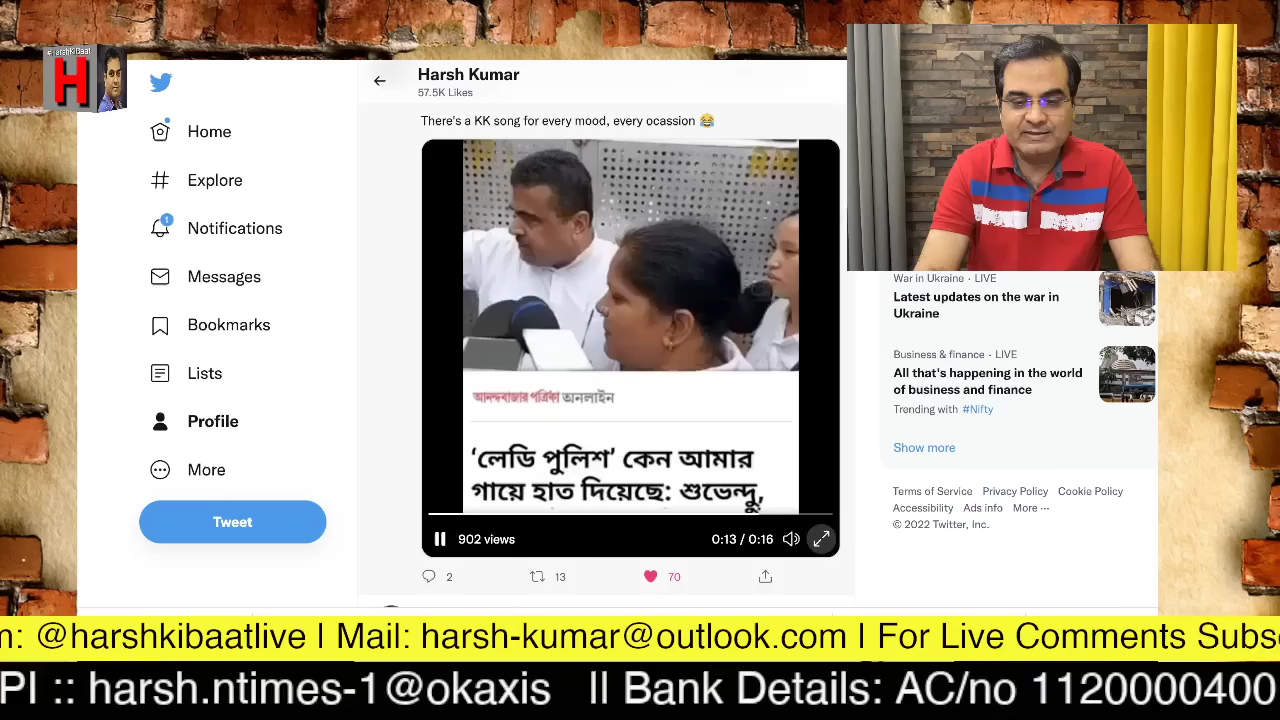 #HarshKiBaat
H
Harsh Kumar
57.5K Likes
Home
Explore
1
Notifications
Messages
Bookmarks
Lists
Profile
More
Tweet
There's a KK song for every mood, every ocassion 😂
আনন্দবাজার পত্রিকা অনলাইন
‘লেডি পুলিশ’ কেন আমার
গায়ে হাত দিয়েছে: শুভেন্দু,
902 views
0:13 / 0:16
2
13
70
War in Ukraine · LIVE
Latest updates on the war in
Ukraine
Business & finance · LIVE
All that's happening in the world
of business and finance
Trending with #Nifty
Show more
Terms of Service Privacy Policy Cookie Policy
Accessibility Ads info More ···
© 2022 Twitter, Inc.
m: @harshkibaatlive I Mail: harsh-kumar@outlook.com I For Live Comments Subsc
PI :: harsh.ntimes-1@okaxis II Bank Details: AC/no 1120000400